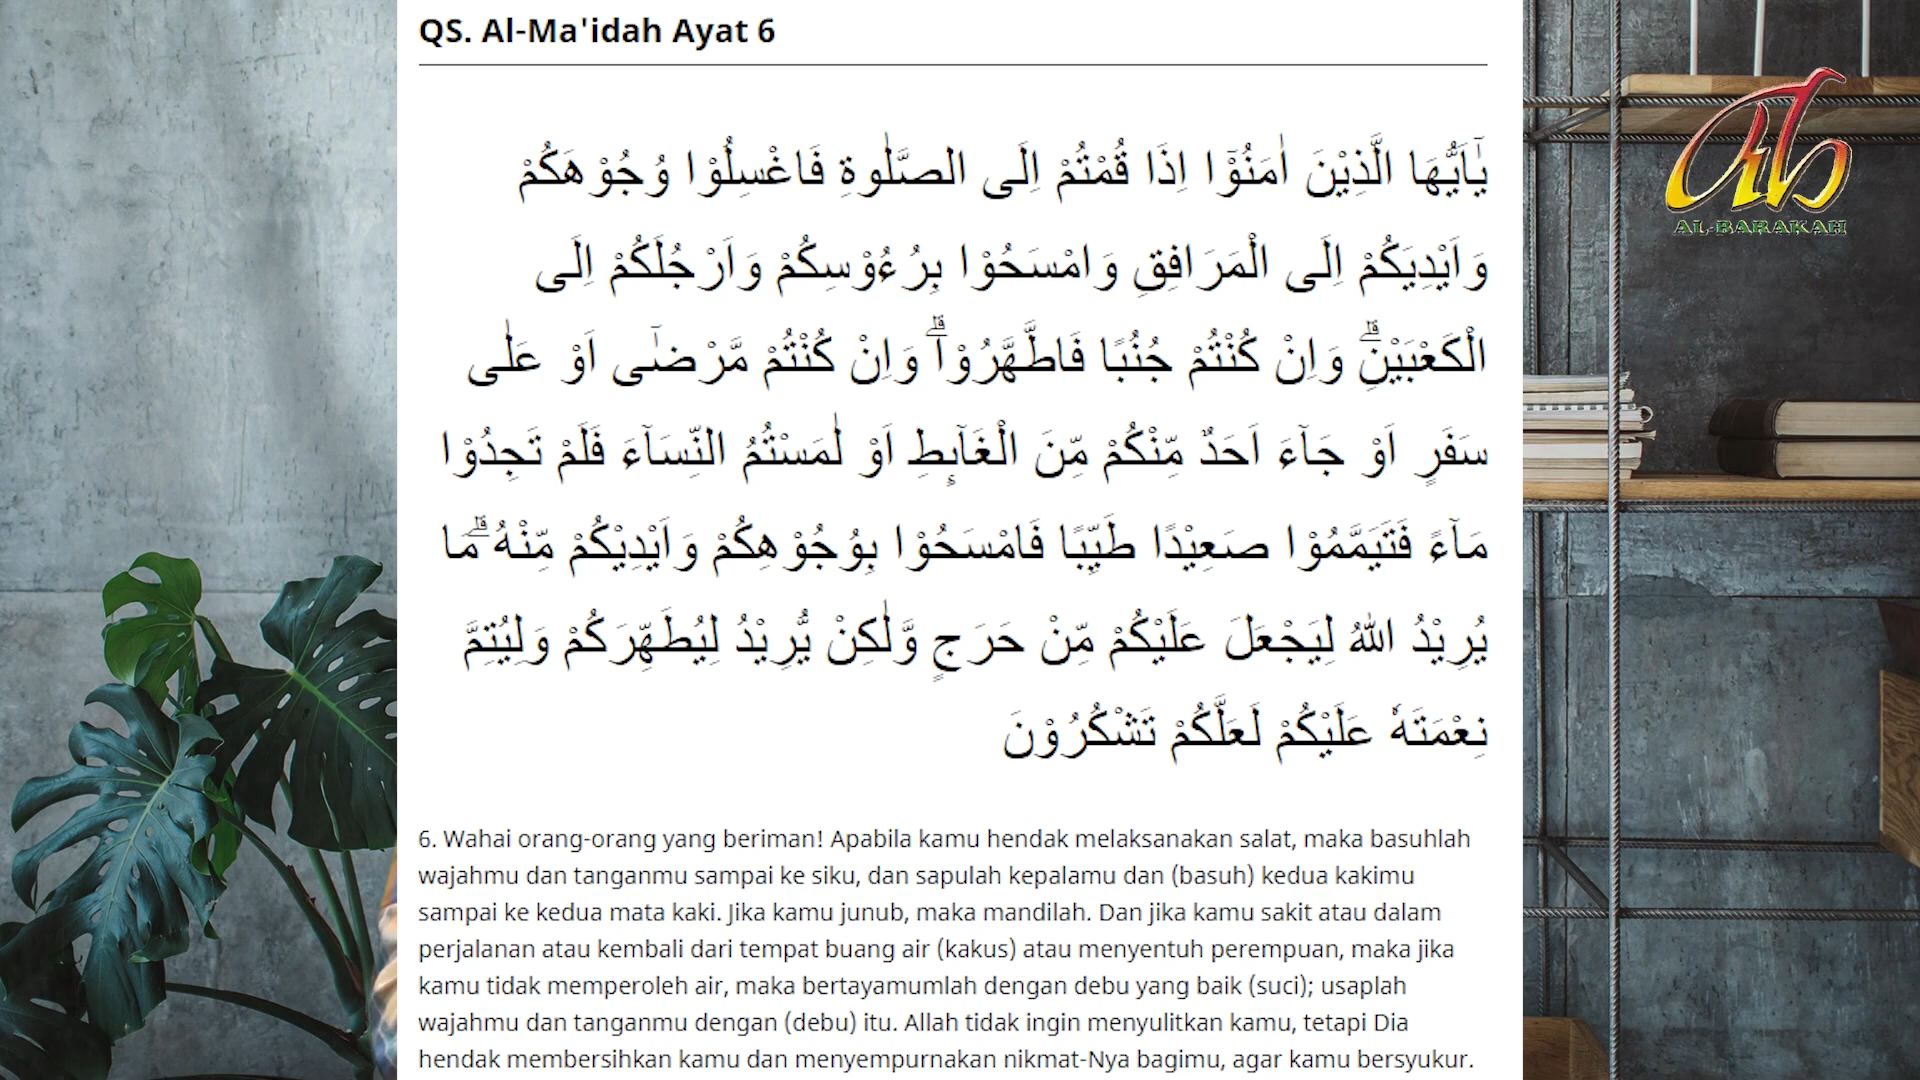 QS. Al-Ma'idah Ayat 6
يٰٓاَيُّهَا الَّذِيْنَ اٰمَنُوْٓا اِذَا قُمْتُمْ اِلَى الصَّلٰوةِ فَاغْسِلُوْا وُجُوْهَكُمْ
وَاَيْدِيَكُمْ اِلَى الْمَرَافِقِ وَامْسَحُوْا بِرُءُوْسِكُمْ وَاَرْجُلَكُمْ اِلَى
الْكَعْبَيْنِۗ وَاِنْ كُنْتُمْ جُنُبًا فَاطَّهَّرُوْاۗ وَاِنْ كُنْتُمْ مَّرْضٰٓى اَوْ عَلٰى
سَفَرٍ اَوْ جَاۤءَ اَحَدٌ مِّنْكُمْ مِّنَ الْغَاۤىِٕطِ اَوْ لٰمَسْتُمُ النِّسَاۤءَ فَلَمْ تَجِدُوْا
مَاۤءً فَتَيَمَّمُوْا صَعِيْدًا طَيِّبًا فَامْسَحُوْا بِوُجُوْهِكُمْ وَاَيْدِيْكُمْ مِّنْهُ ۗمَا
يُرِيْدُ اللّٰهُ لِيَجْعَلَ عَلَيْكُمْ مِّنْ حَرَجٍ وَّلٰكِنْ يُّرِيْدُ لِيُطَهِّرَكُمْ وَلِيُتِمَّ
نِعْمَتَهٗ عَلَيْكُمْ لَعَلَّكُمْ تَشْكُرُوْنَ
6. Wahai orang-orang yang beriman! Apabila kamu hendak melaksanakan salat, maka basuhlah
wajahmu dan tanganmu sampai ke siku, dan sapulah kepalamu dan (basuh) kedua kakimu
sampai ke kedua mata kaki. Jika kamu junub, maka mandilah. Dan jika kamu sakit atau dalam
perjalanan atau kembali dari tempat buang air (kakus) atau menyentuh perempuan, maka jika
kamu tidak memperoleh air, maka bertayamumlah dengan debu yang baik (suci); usaplah
wajahmu dan tanganmu dengan (debu) itu. Allah tidak ingin menyulitkan kamu, tetapi Dia
hendak membersihkan kamu dan menyempurnakan nikmat-Nya bagimu, agar kamu bersyukur.
ab
AL-BARAKAH